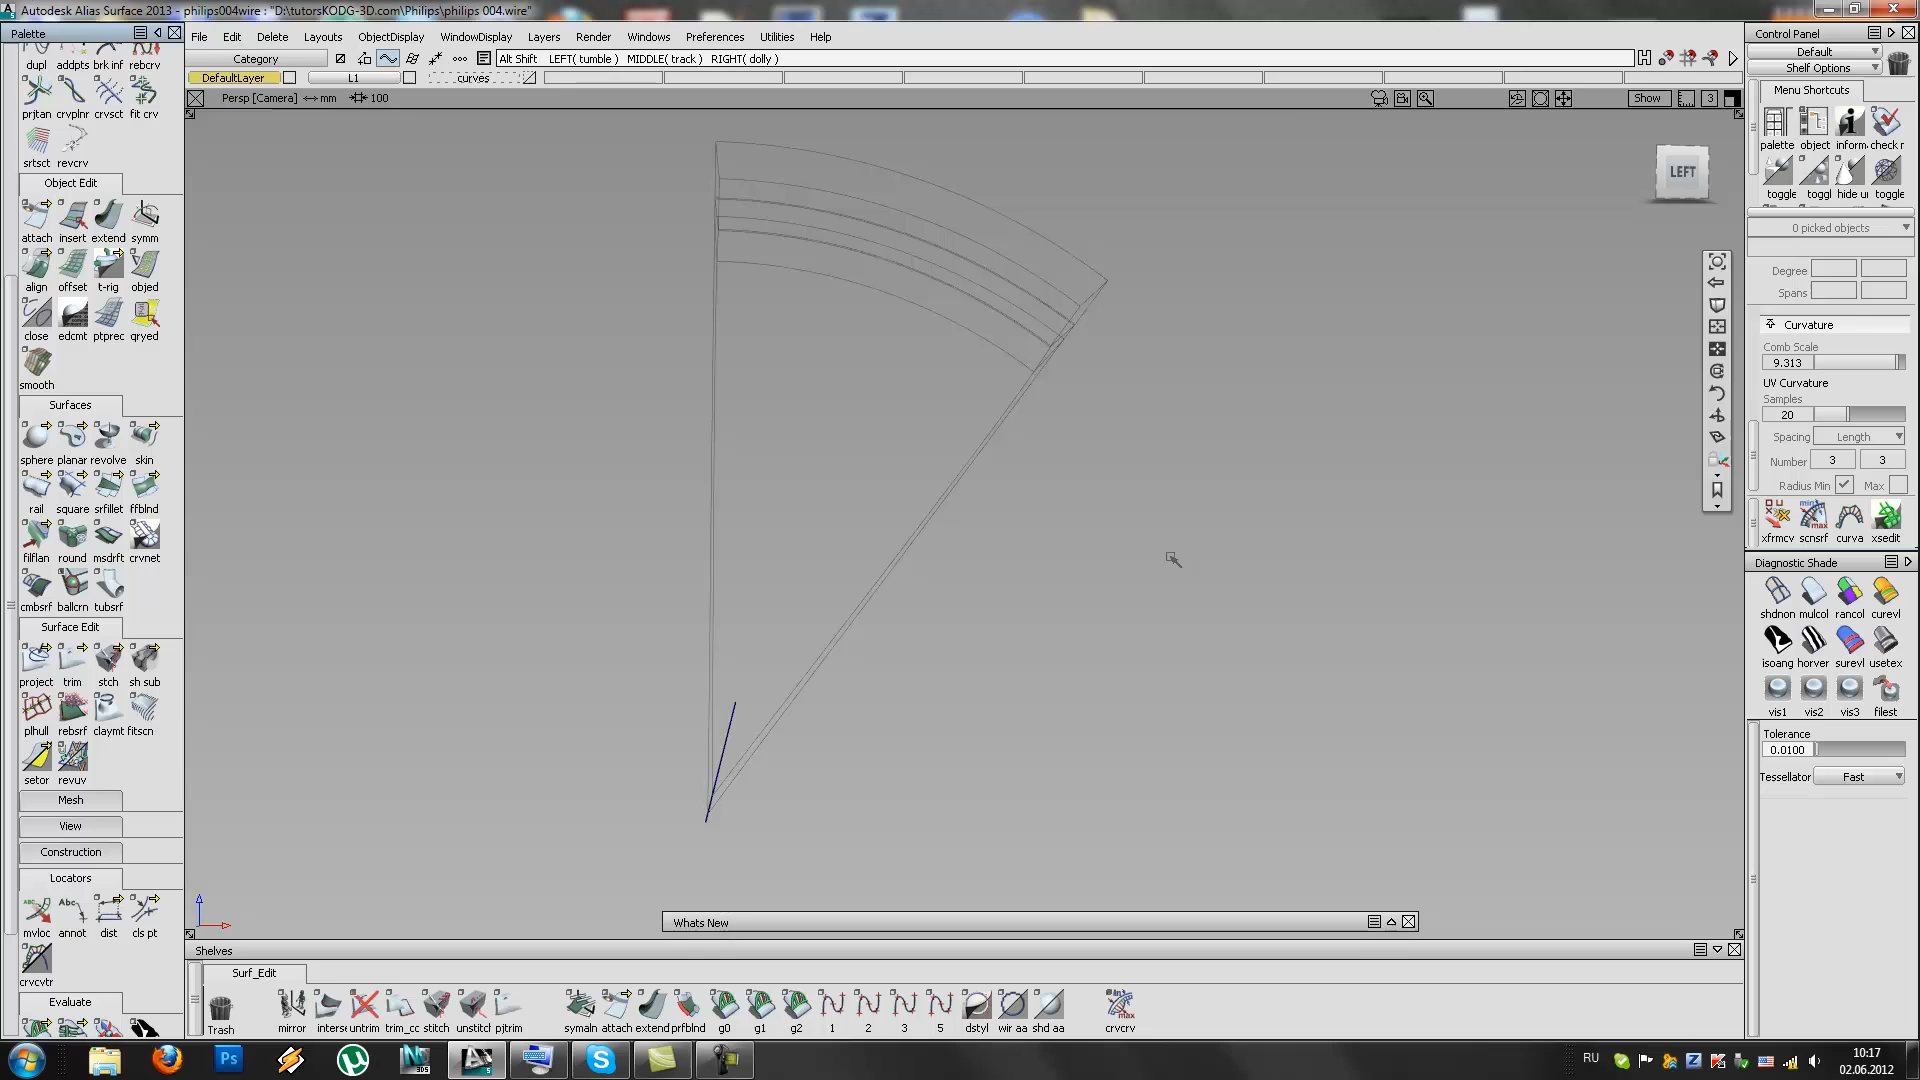 Autodesk Alias Surface 2013 - philips004wire : "D:\tutorsKODG-3D.com\Philips\philips 004.wire"
Palette
File Edit Delete Layouts ObjectDisplay WindowDisplay Layers Render Windows Preferences Utilities Help
Category
Alt Shift LEFT( tumble ) MIDDLE( track ) RIGHT( dolly )
DefaultLayer L1 curves
Persp [Camera] mm 100
Show 3
dupl addpts brk inf rebcrv
prjtan crvplnr crvsct fit crv
srtsct revcrv
Object Edit
attach insert extend symm
align offset t-rig objed
close edcmt ptprec qryed
smooth
Surfaces
sphere planar revolve skin
rail square srfillet ffblnd
filflan round msdrft crvnet
cmbsrf ballcrn tubsrf
Surface Edit
project trim stch sh sub
plhull rebsrf claymt fitscn
setor revuv
Mesh
View
Construction
Locators
mvloc annot dist cls pt
crvcvtr
Evaluate
LEFT
Whats New
Shelves
Surf_Edit
Trash mirror interse untrim trim_cc stitch unstitch pjtrim symaln attach extend prfblnd g0 g1 g2 1 2 3 5 dstyl wir aa shd aa crvcrv
Control Panel
Default
Shelf Options
Menu Shortcuts
palette object inform check r
toggle toggl hide ur toggle
0 picked objects
Degree
Spans
Curvature
Comb Scale
9.313
UV Curvature
Samples
20
Spacing Length
Number 3 3
Radius Min Max
xfrmcv scnsrf curva xsedit
Diagnostic Shade
shdnon mulcol rancol curevl
isoang horver surevl usetex
vis1 vis2 vis3 filest
Tolerance
0.0100
Tessellator Fast
RU
10:17
02.06.2012